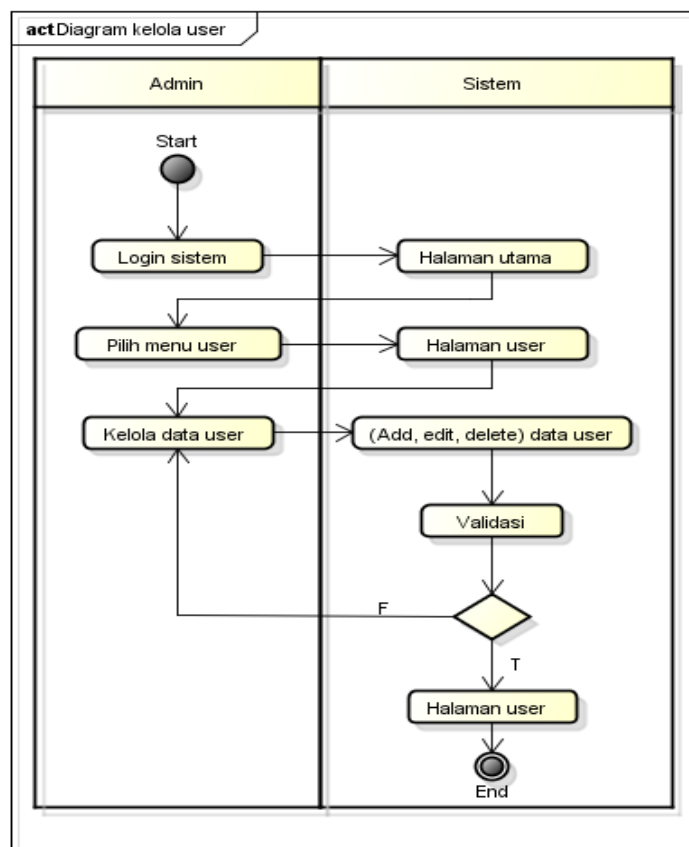 act Diagram kelola user
Admin
Sistem
Start
Login sistem
Halaman utama
Pilih menu user
Halaman user
Kelola data user
(Add, edit, delete) data user
Validasi
F
T
Halaman user
End